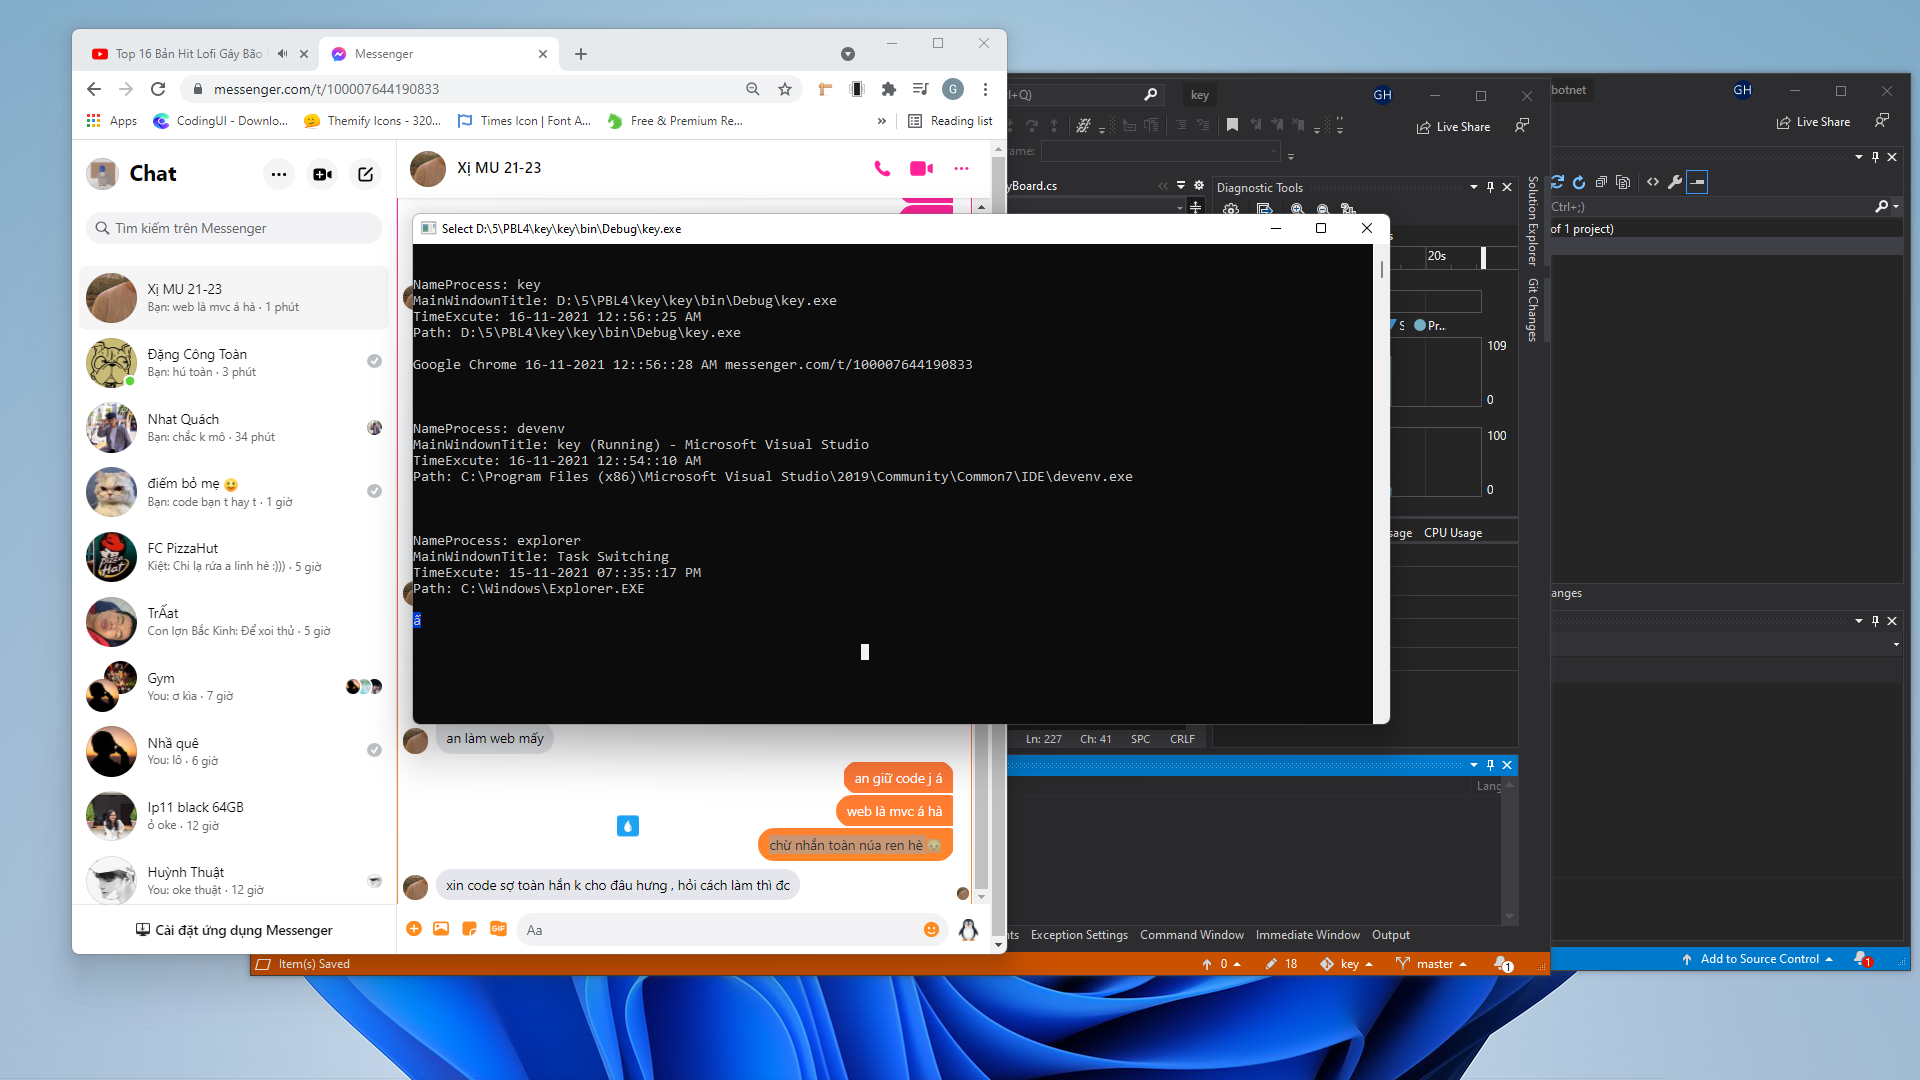 Top 16 Bản Hit Lofi Gây Bão
Messenger
messenger.com/t/100007644190833
G
Apps
CodingUI - Downlo...
Themify Icons - 320...
Times Icon | Font A...
Free & Premium Re...
»
Reading list
Chat
Tìm kiếm trên Messenger
Xị MU 21-23
Bạn: web là mvc á hà · 1 phút
Đặng Công Toàn
Bạn: hú toàn · 3 phút
Nhat Quách
Bạn: chắc k mô · 34 phút
điếm bỏ mẹ 😀
Bạn: code bạn t hay t · 1 giờ
FC PizzaHut
Kiệt: Chi lạ rứa a linh hè :))) · 5 giờ
TrẤat
Con lợn Bắc Kinh: Để xoi thủ · 5 giờ
Gym
You: ơ kìa · 7 giờ
Nhà quê
You: lô · 6 giờ
Ip11 black 64GB
ỏ oke · 12 giờ
Huỳnh Thuật
You: oke thuật · 12 giờ
Cài đặt ứng dụng Messenger
Xị MU 21-23
Select D:\5\PBL4\key\key\bin\Debug\key.exe
NameProcess: key
MainWindownTitle: D:\5\PBL4\key\key\bin\Debug\key.exe
TimeExcute: 16-11-2021 12::56::25 AM
Path: D:\5\PBL4\key\key\bin\Debug\key.exe
Google Chrome 16-11-2021 12::56::28 AM messenger.com/t/100007644190833
NameProcess: devenv
MainWindownTitle: key (Running) - Microsoft Visual Studio
TimeExcute: 16-11-2021 12::54::10 AM
Path: C:\Program Files (x86)\Microsoft Visual Studio\2019\Community\Common7\IDE\devenv.exe
NameProcess: explorer
MainWindownTitle: Task Switching
TimeExcute: 15-11-2021 07::35::17 PM
Path: C:\Windows\Explorer.EXE
an làm web mấy
an giữ code j á
web là mvc á hà
chừ nhắn toàn núa ren hè
xin code sợ toàn hắn k cho đâu hưng , hỏi cách làm thì đc
GIF
Aa
l+Q)
key
GH
Live Share
ame:
yBoard.cs
Diagnostic Tools
20s
S
Pr...
109
0
100
0
sage
CPU Usage
Solution Explorer
Git Changes
Ln: 227
Ch: 41
SPC
CRLF
Lang
nts
Exception Settings
Command Window
Immediate Window
Output
Item(s) Saved
0
18
key
master
1
botnet
GH
Live Share
Ctrl+;)
of 1 project)
anges
Add to Source Control
1